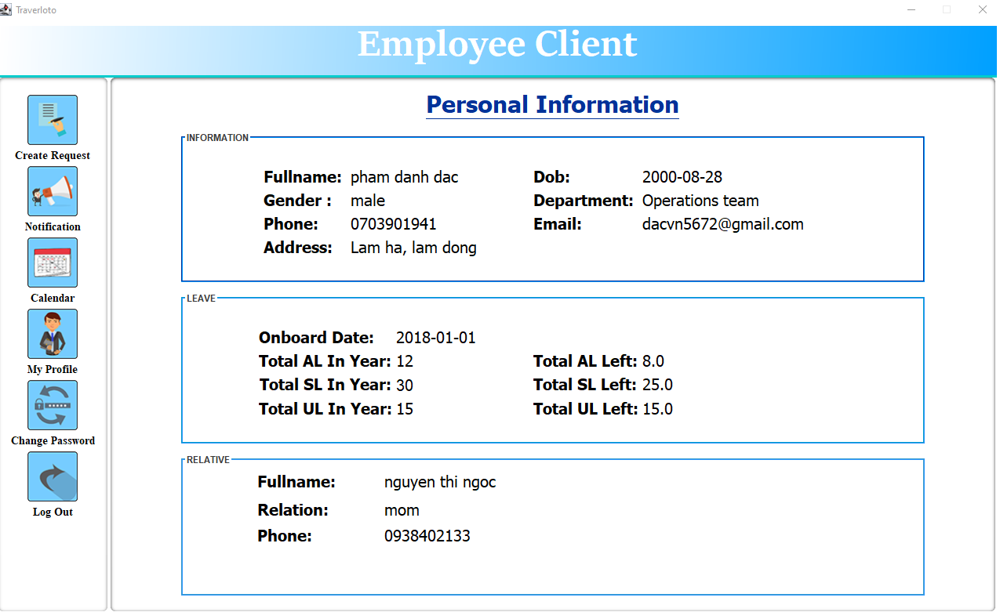 Traverloto
Employee Client
Create Request
Notification
Calendar
My Profile
Change Password
Log Out
Personal Information
INFORMATION
Fullname: pham danh dac Dob: 2000-08-28
Gender : male Department: Operations team
Phone: 0703901941 Email: dacvn5672@gmail.com
Address: Lam ha, lam dong
LEAVE
Onboard Date: 2018-01-01
Total AL In Year: 12 Total AL Left: 8.0
Total SL In Year: 30 Total SL Left: 25.0
Total UL In Year: 15 Total UL Left: 15.0
RELATIVE
Fullname: nguyen thi ngoc
Relation: mom
Phone: 0938402133